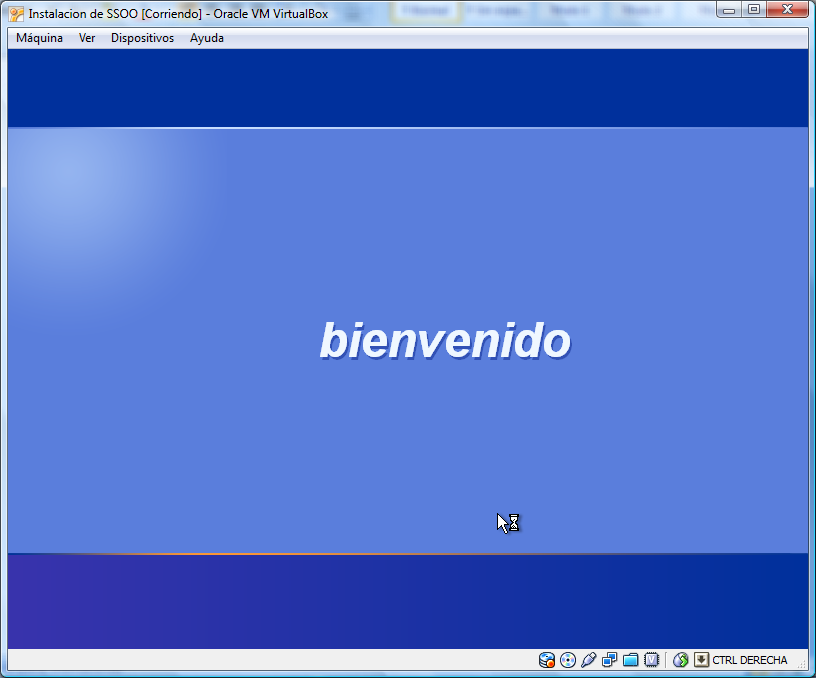 Instalacion de SSOO [Corriendo] - Oracle VM VirtualBox
Máquina Ver Dispositivos Ayuda
bienvenido
CTRL DERECHA